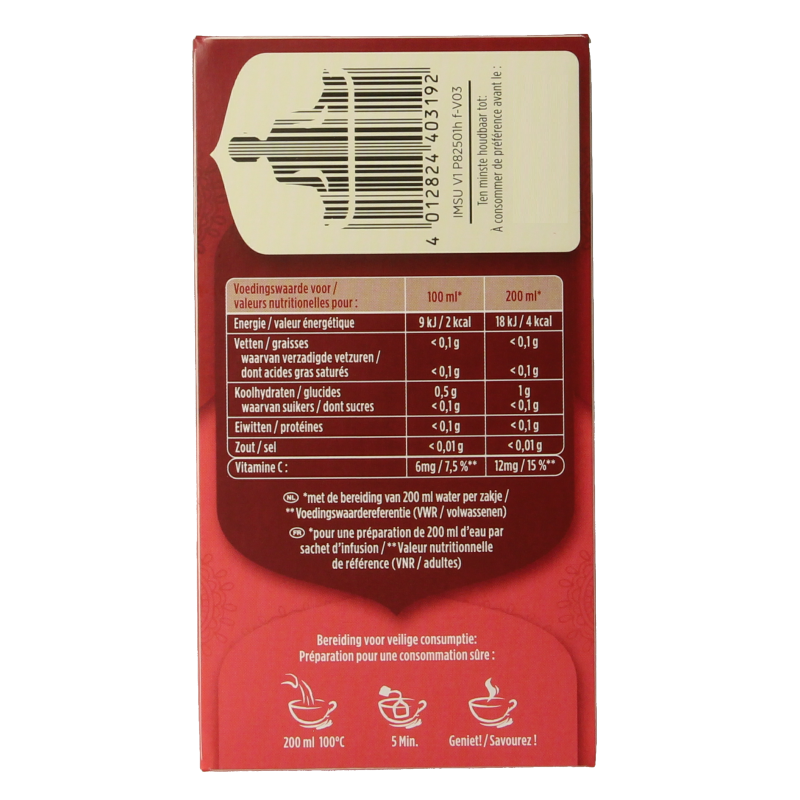 4 012824 403192
IMSU V1 P82501h f-V03
Ten minste houdbaar tot:
À consommer de préférence avant le :
Voedingswaarde voor /
valeurs nutritionelles pour :
100 ml*
200 ml*
Energie / valeur énergétique
9 kJ / 2 kcal
18 kJ / 4 kcal
Vetten / graisses
< 0,1 g
< 0,1 g
waarvan verzadigde vetzuren /
dont acides gras saturés
< 0,1 g
< 0,1 g
Koolhydraten / glucides
0,5 g
1 g
waarvan suikers / dont sucres
< 0,1 g
< 0,1 g
Eiwitten / protéines
< 0,1 g
< 0,1 g
Zout / sel
< 0,01 g
< 0,01 g
Vitamine C :
6mg / 7,5 %**
12mg / 15 %**
NL *met de bereiding van 200 ml water per zakje /
**Voedingswaardereferentie (VWR / volwassenen)
FR *pour une préparation de 200 ml d'eau par
sachet d'infusion / **Valeur nutritionnelle
de référence (VNR / adultes)
Bereiding voor veilige consumptie:
Préparation pour une consommation sûre :
200 ml 100°C
5 Min.
Geniet! / Savourez !